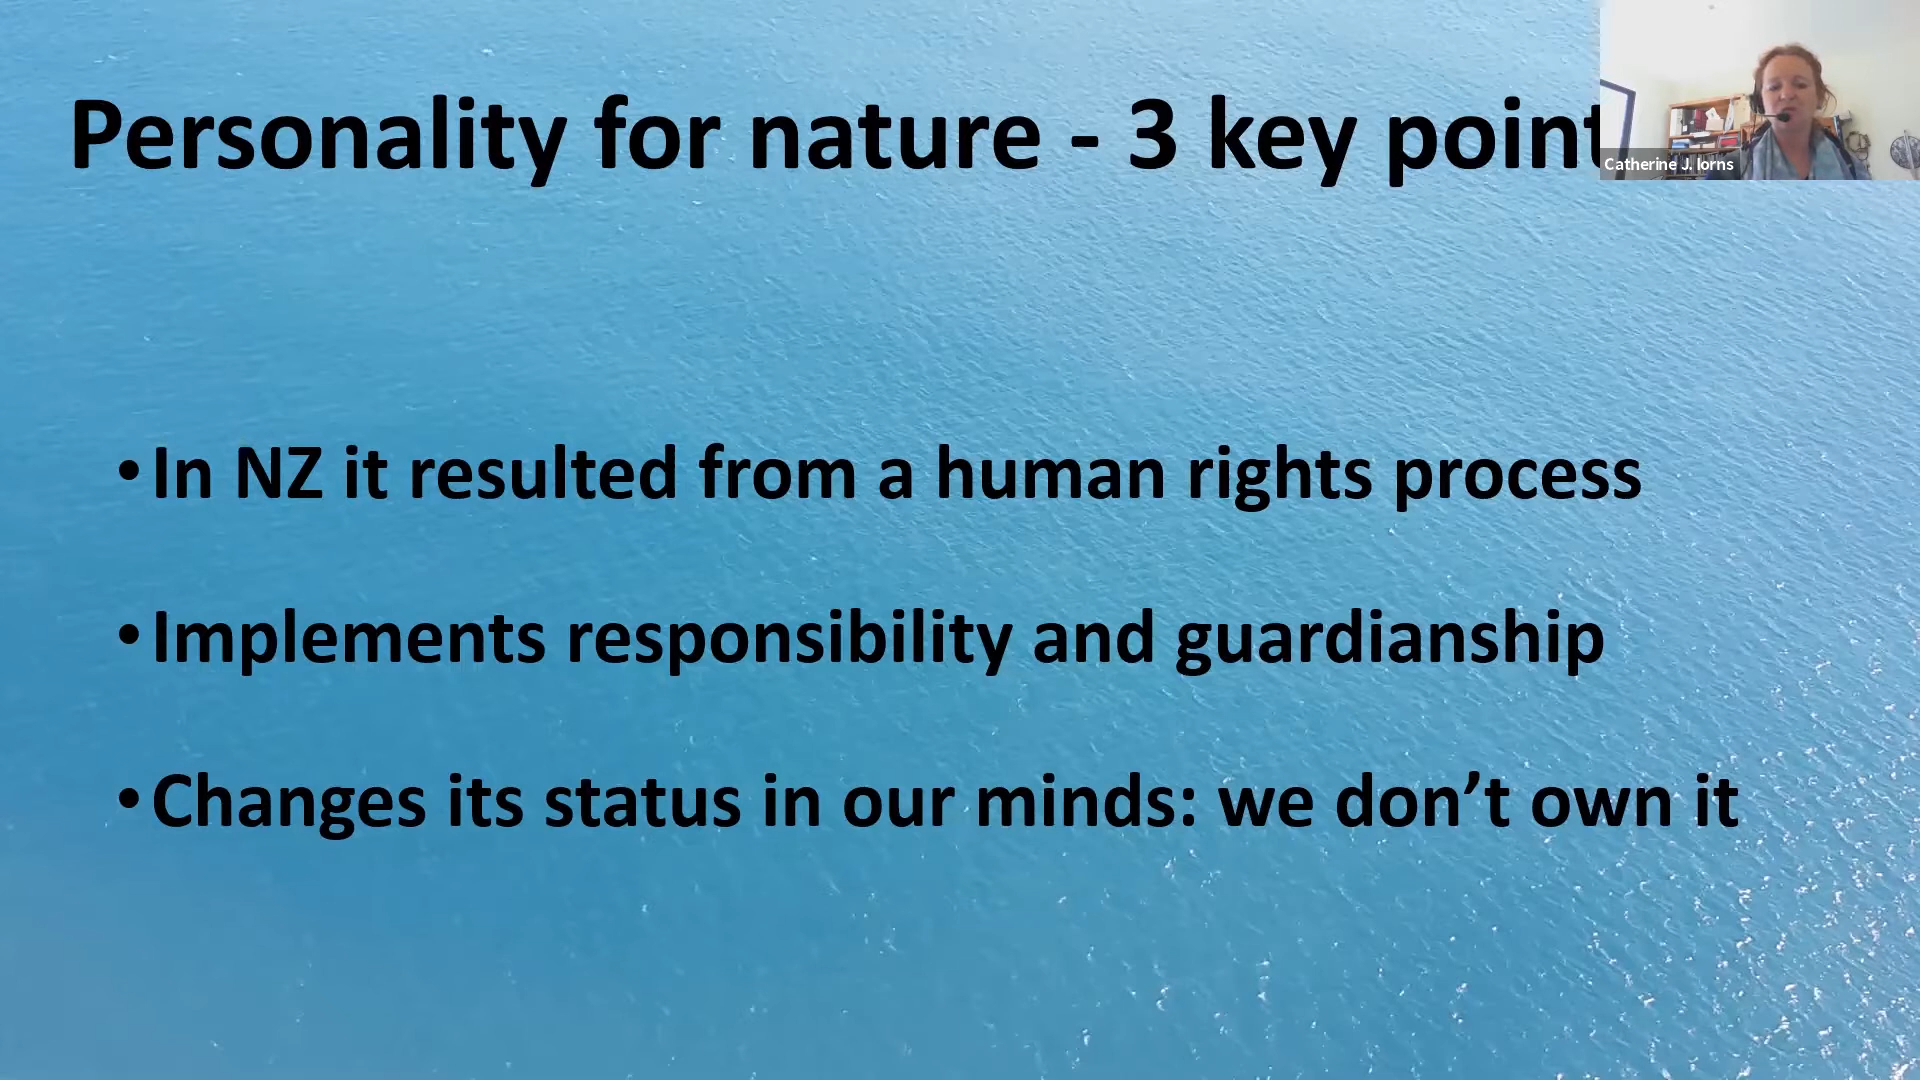 Personality for nature - 3 key point
Catherine J. Iorns
• In NZ it resulted from a human rights process
• Implements responsibility and guardianship
• Changes its status in our minds: we don’t own it